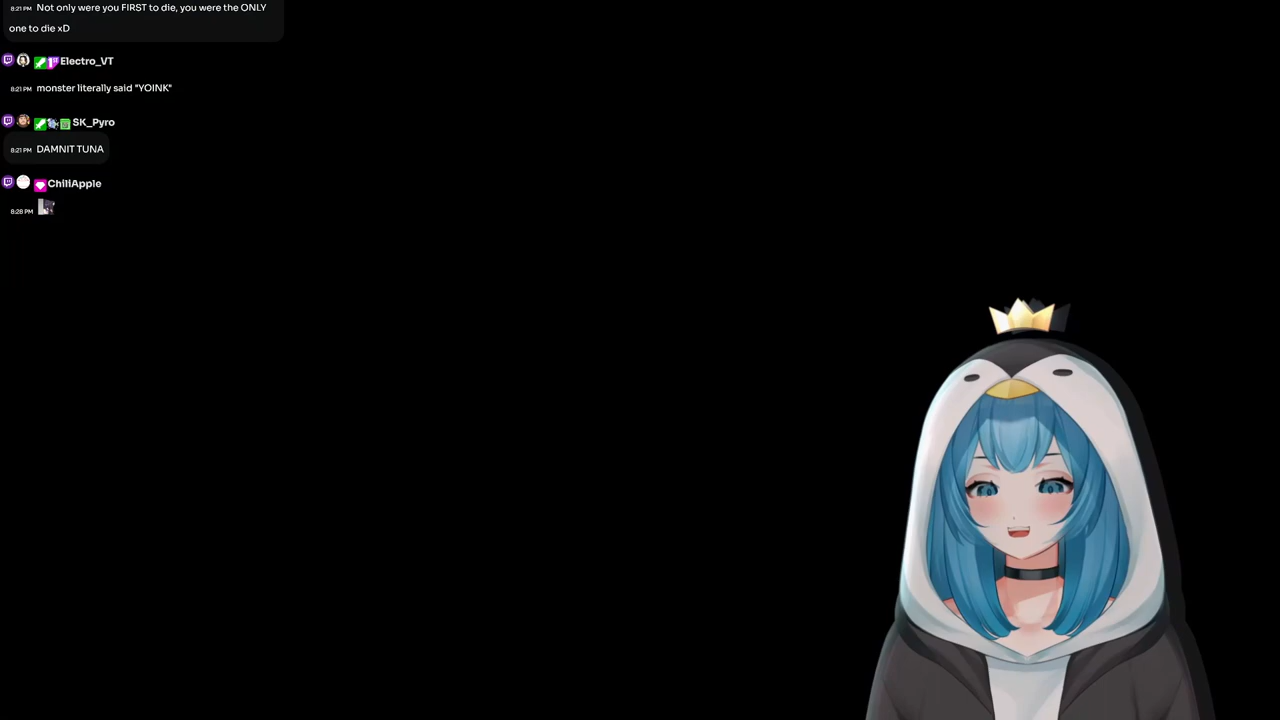 8:21 PM Not only were you FIRST to die, you were the ONLY
one to die xD
Electro_VT
8:21 PM monster literally said "YOINK"
SK_Pyro
8:21 PM DAMNIT TUNA
ChiliApple
8:28 PM